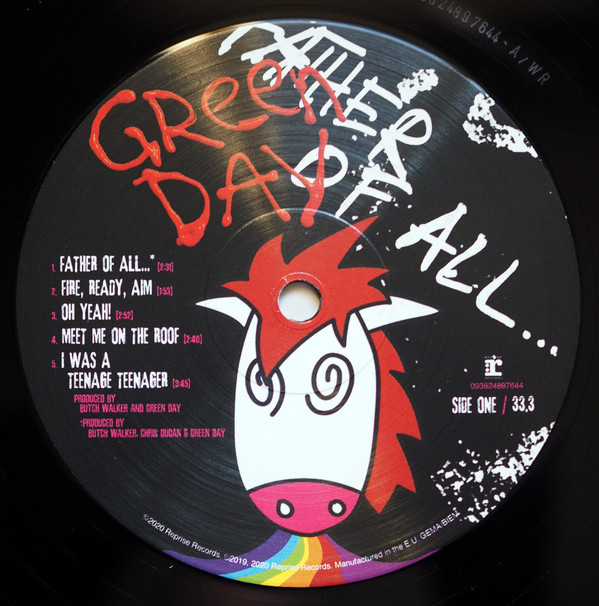 093624897644-A/WR
GReen
DAY
FATHER
OF ALL...
1. FATHER OF ALL...* [2:31]
2. FIRE, READY, AIM [1:53]
3. OH YEAH! [2:52]
4. MEET ME ON THE ROOF [2:40]
5. I WAS A
TEENAGE TEENAGER [3:45]
PRODUCED BY
BUTCH WALKER AND GREEN DAY
*PRODUCED BY
BUTCH WALKER, CHRIS DUGAN & GREEN DAY
r
093624897644
SIDE ONE / 33.3
℗2020 Reprise Records. ©2019, 2020 Reprise Records. Manufactured in the E.U. GEMA/BIEM